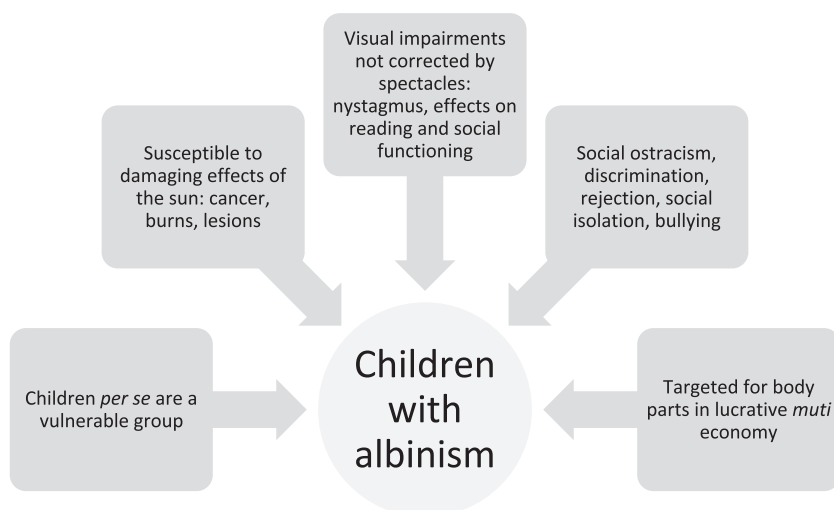 Visual impairments
not corrected by
spectacles:
nystagmus, effects on
reading and social
functioning
Susceptible to
damaging effects of
the sun: cancer,
burns, lesions
Social ostracism,
discrimination,
rejection, social
isolation, bullying
Children per se are a
vulnerable group
Children
with
albinism
Targeted for body
parts in lucrative muti
economy